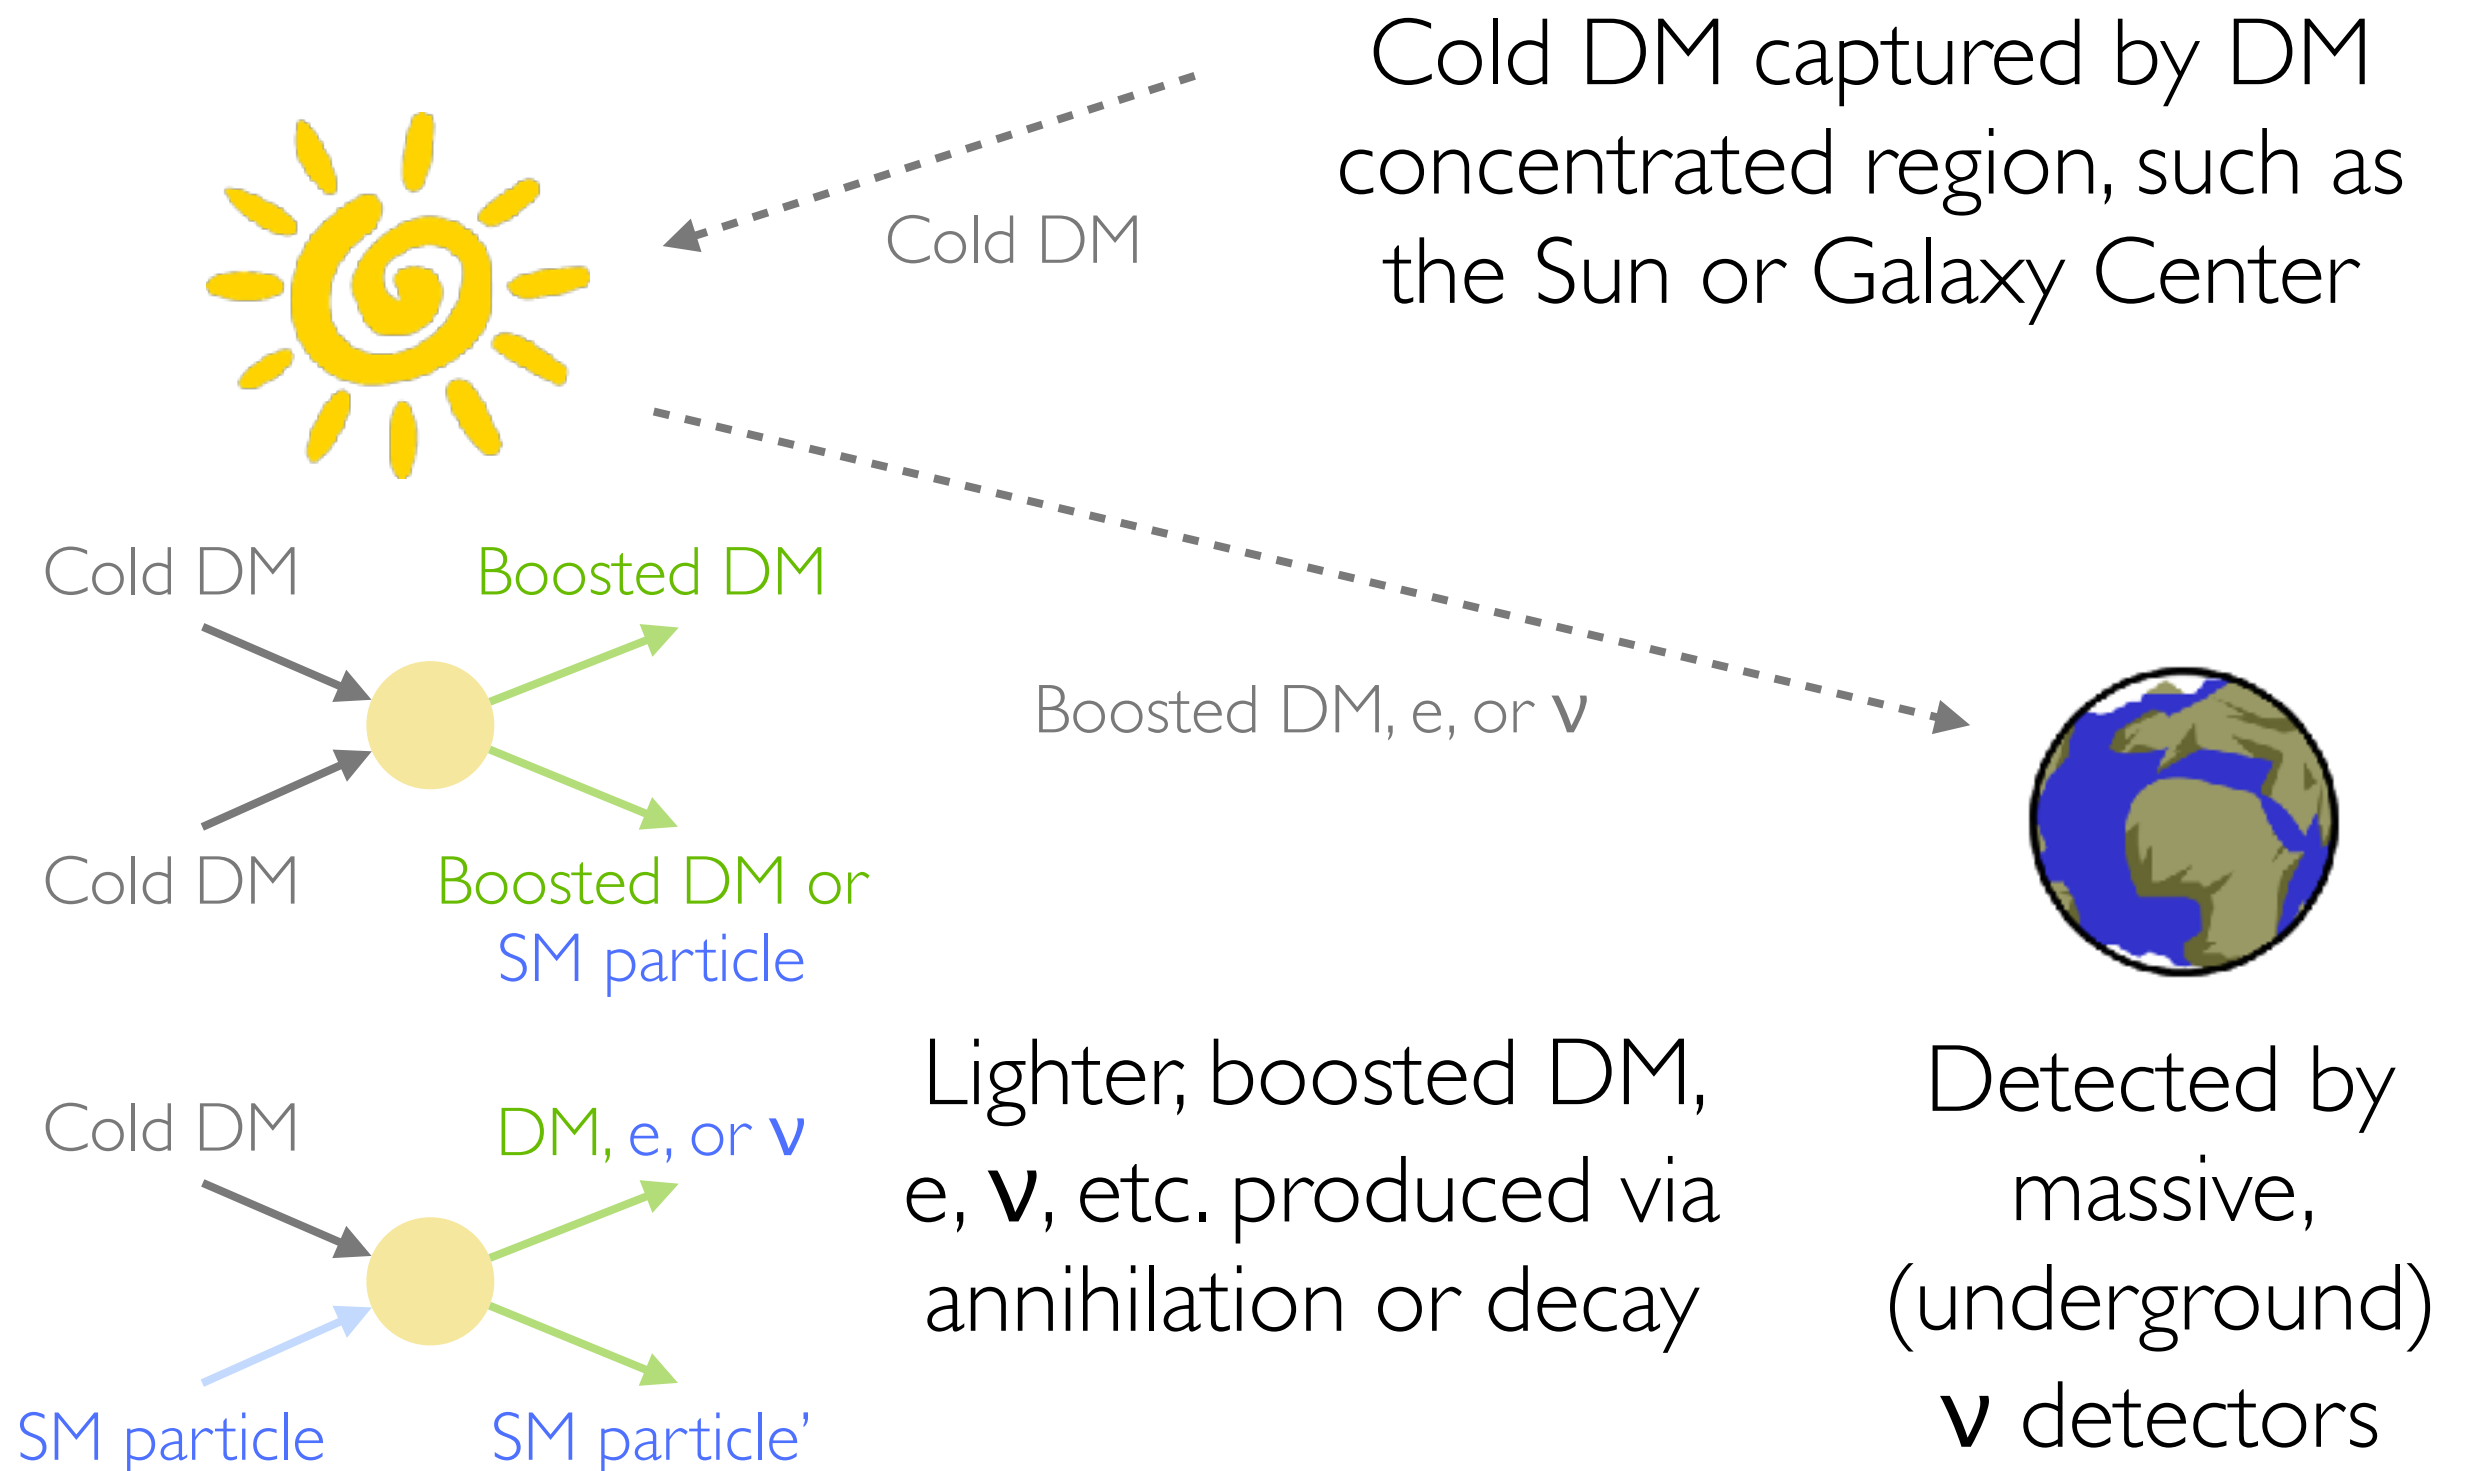 Cold DM captured by DM
concentrated region, such as
the Sun or Galaxy Center
Cold DM
Boosted DM, e, or ν
Cold DM
Boosted DM
Cold DM
Boosted DM or
SM particle
Cold DM
DM, e, or ν
SM particle
SM particle'
Lighter, boosted DM,
e, ν, etc. produced via
annihilation or decay
Detected by
massive,
(underground)
ν detectors